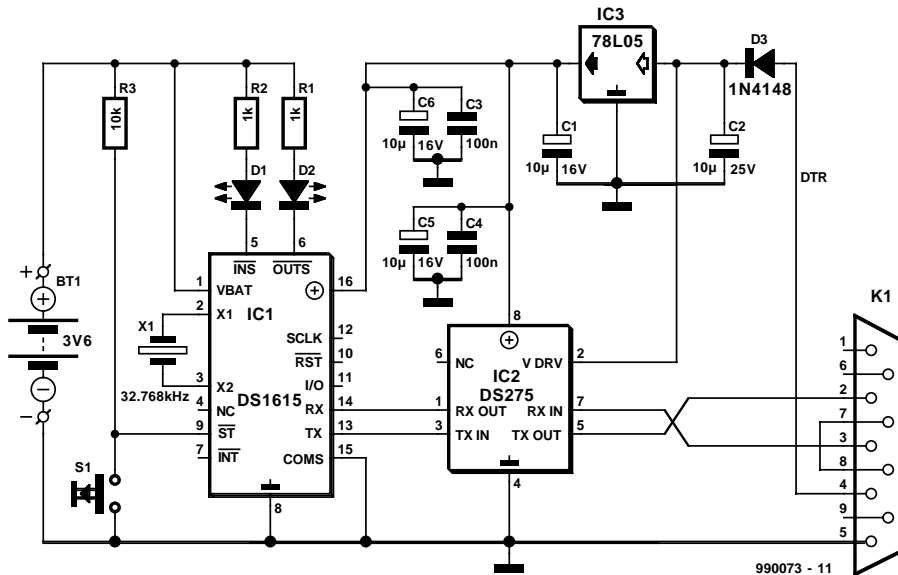 IC3
78L05
D3
1N4148
R3
10k
R2
1k
R1
1k
C6
10µ
16V
C3
100n
C1
10µ
16V
C2
10µ
25V
DTR
D1
D2
C5
10µ
16V
C4
100n
5
6
INS
OUTS
+
BT1
3V6
–
1
VBAT
16
2
X1
IC1
X1
32.768kHz
SCLK
12
RST
10
3
X2
I/O
11
DS1615
4
NC
RX
14
9
ST
TX
13
7
INT
COMS
15
8
S1
8
6
NC
V DRV
2
IC2
DS275
1
RX OUT
RX IN
7
3
TX IN
TX OUT
5
4
K1
1
6
2
7
3
8
4
9
5
990073 - 11